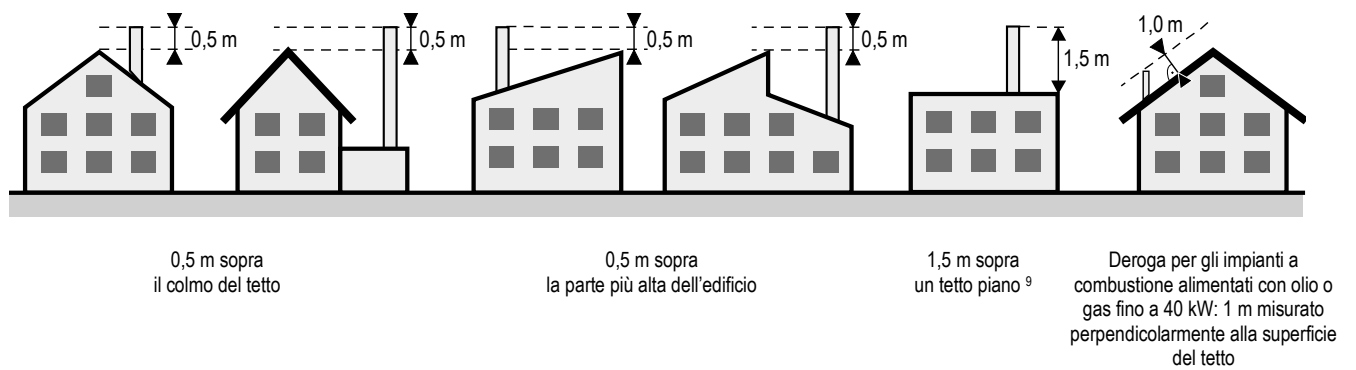 0,5 m
0,5 m
0,5 m
0,5 m
1,5 m
1,0 m
0,5 m sopra
il colmo del tetto
0,5 m sopra
la parte più alta dell'edificio
1,5 m sopra
un tetto piano 9
Deroga per gli impianti a
combustione alimentati con olio o
gas fino a 40 kW: 1 m misurato
perpendicolarmente alla superficie
del tetto